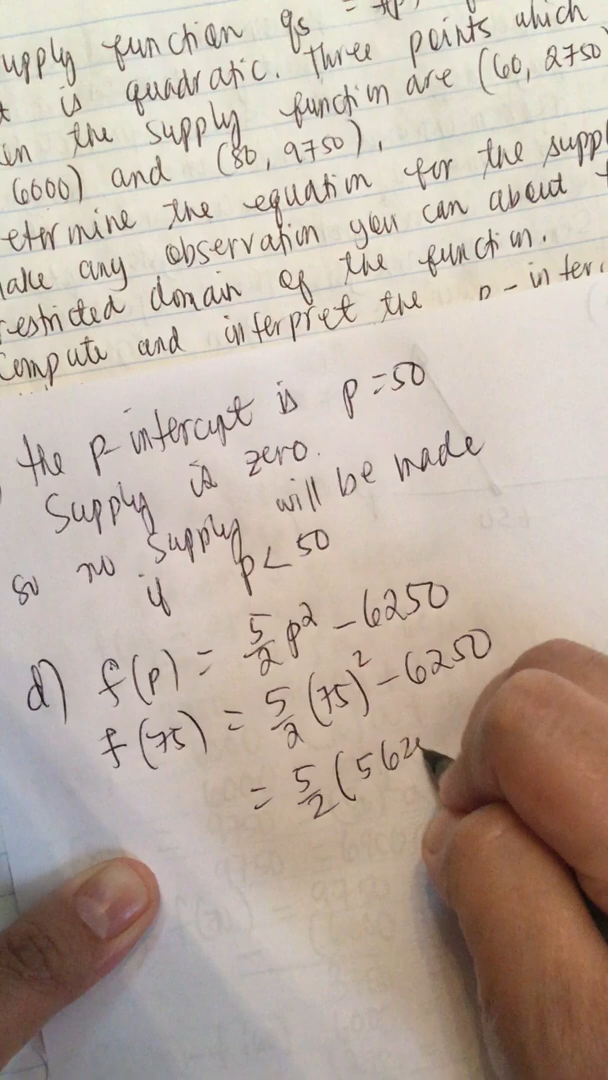 upply function qs = f(p)
t is quadratic. Three points which
in the supply function are (60, 2750)
6000) and (80, 9750).
etermine the equation for the suppl
ake any observation you can about t
restricted domain of the function.
Compute and interpret the p-inter
the p-intercept is p=50
Supply is zero.
so no supply will be made
if p<50
d) f(p) = 5/2 p² - 6250
f(75) = 5/2 (75)² - 6250
= 5/2 (562